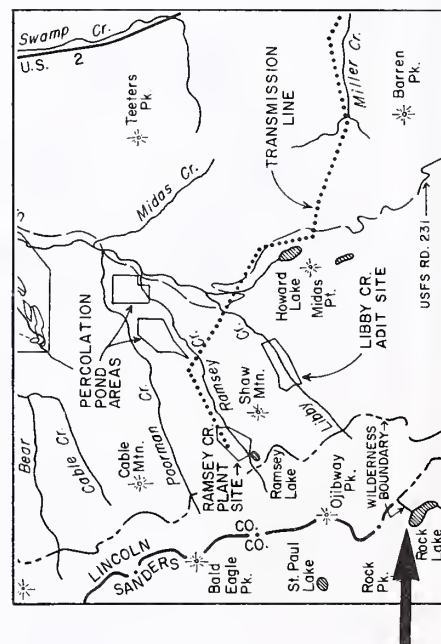 Swamp Cr.
U.S. 2
Teeters
Pk.
Midas Cr.
TRANSMISSION
LINE
Miller Cr.
Barren
Pk.
USFS RD. 231
PERCOLATION
POND
AREAS
Bear
Cable Cr.
Cable
Mtn.
Poorman Cr.
Ramsey Cr.
Howard
Lake
Midas
Pt.
LIBBY CR.
ADIT SITE
Shaw
Mtn.
Libby Cr.
RAMSEY CR.
PLANT
SITE
Ramsey
Lake
Ojibway
Pk.
WILDERNESS
BOUNDARY
LINCOLN CO.
SANDERS CO.
Bald
Eagle
Pk.
St. Paul
Lake
Rock
Pk.
Rock
Lake